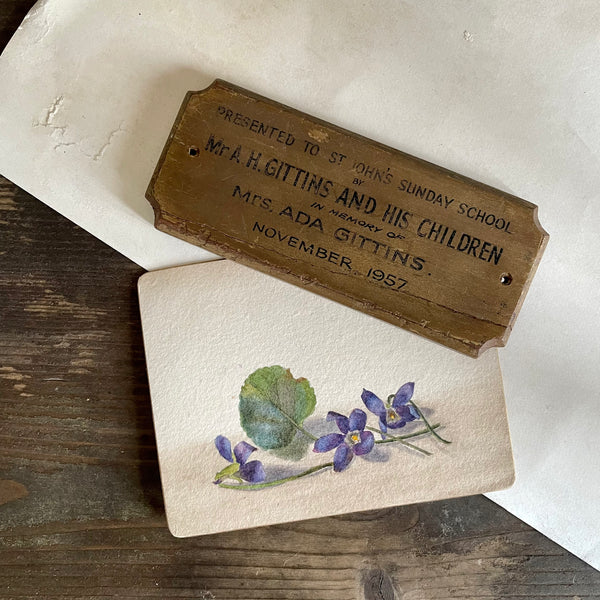 PRESENTED TO ST JOHN'S SUNDAY SCHOOL
BY
Mr A. H. GITTINS AND HIS CHILDREN
IN MEMORY OF
MRS. ADA GITTINS.
NOVEMBER 1957